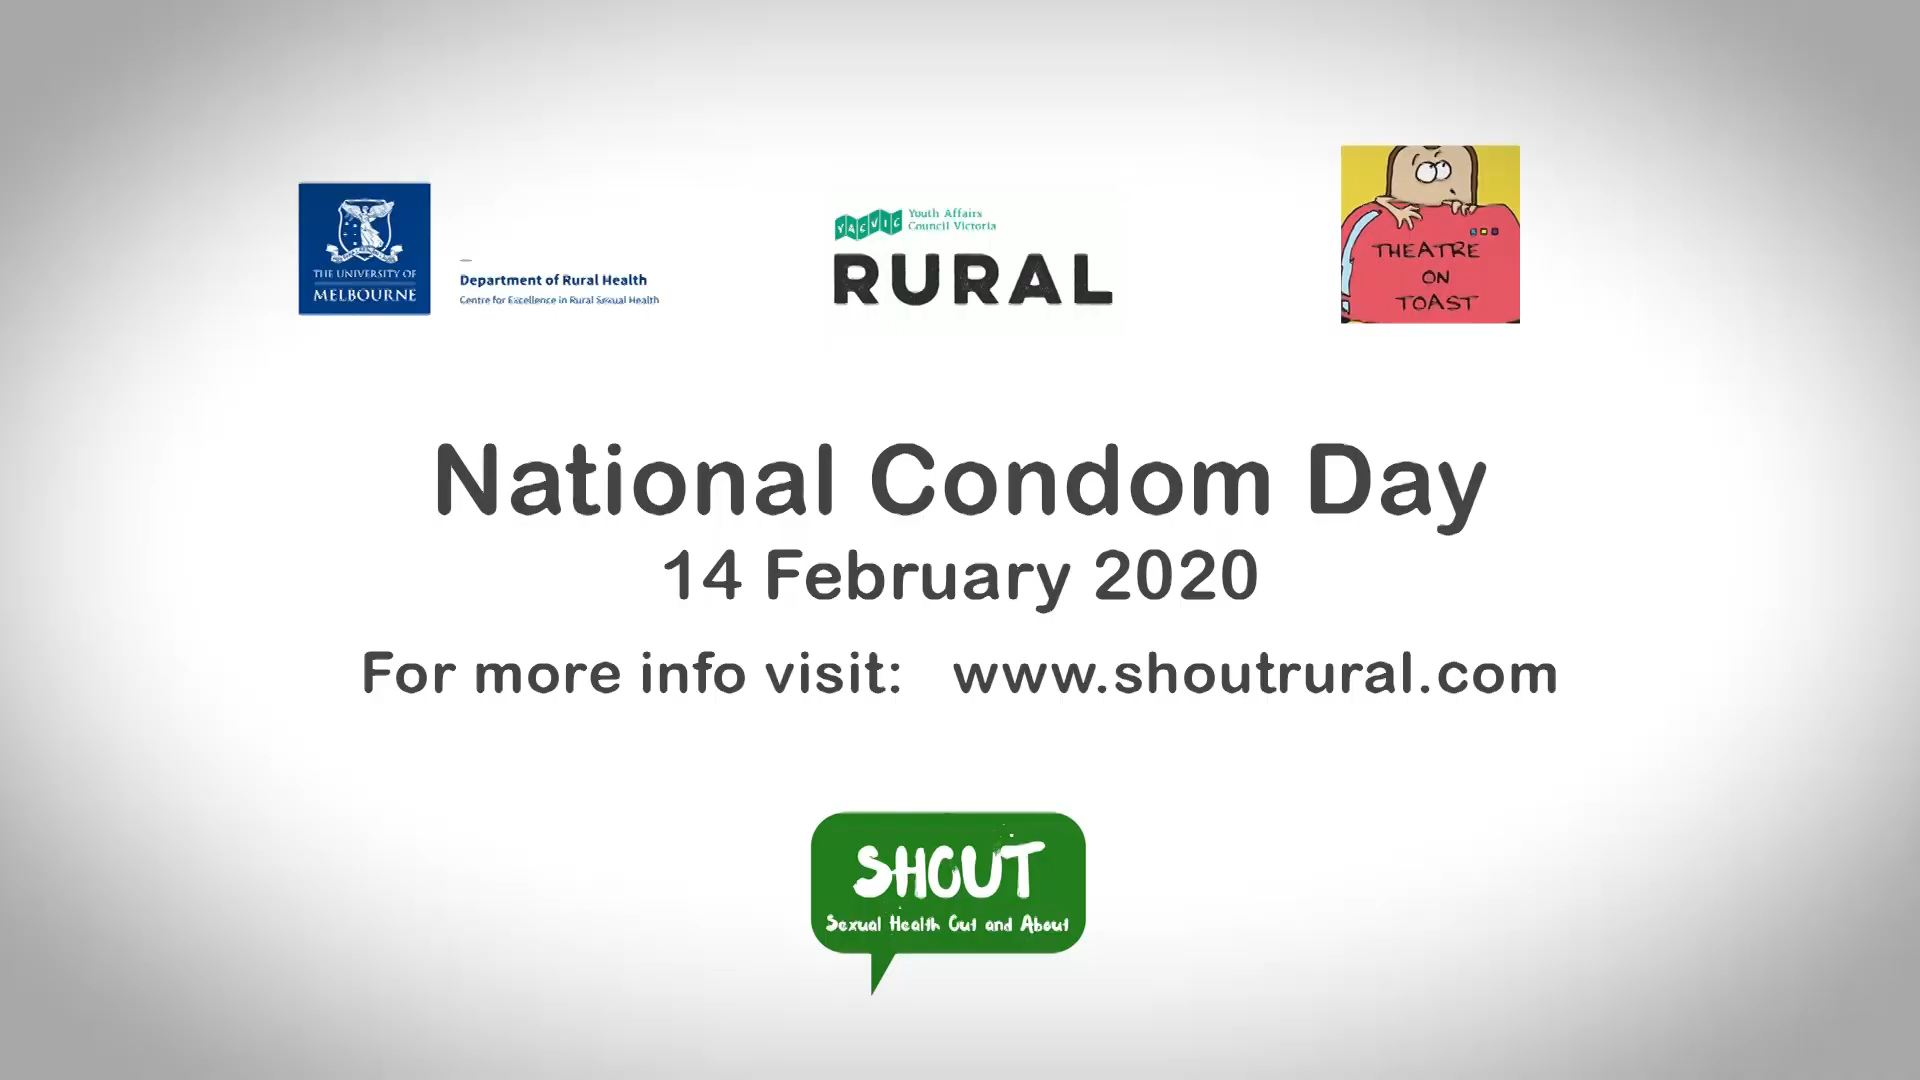 THE UNIVERSITY OF
MELBOURNE
Department of Rural Health
Centre for Excellence in Rural Sexual Health
YACVIC
Youth Affairs
Council Victoria
RURAL
THEATRE
ON
TOAST
National Condom Day
14 February 2020
For more info visit: www.shoutrural.com
SHOUT
Sexual Health Out and About